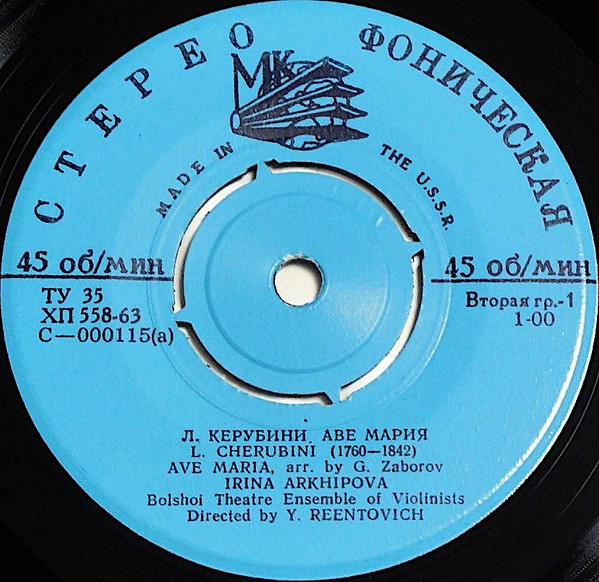 СТЕРЕО ФОНИЧЕСКАЯ
МК
MADE IN THE U.S.S.R.
45 об/мин 45 об/мин
ТУ 35
ХП 558-63
С—000115(а)
Вторая гр.-1
1-00
Л. КЕРУБИНИ. АВЕ МАРИЯ
L. CHERUBINI (1760—1842)
AVE MARIA, arr. by G. Zaborov
IRINA ARKHIPOVA
Bolshoi Theatre Ensemble of Violinists
Directed by Y. REENTOVICH